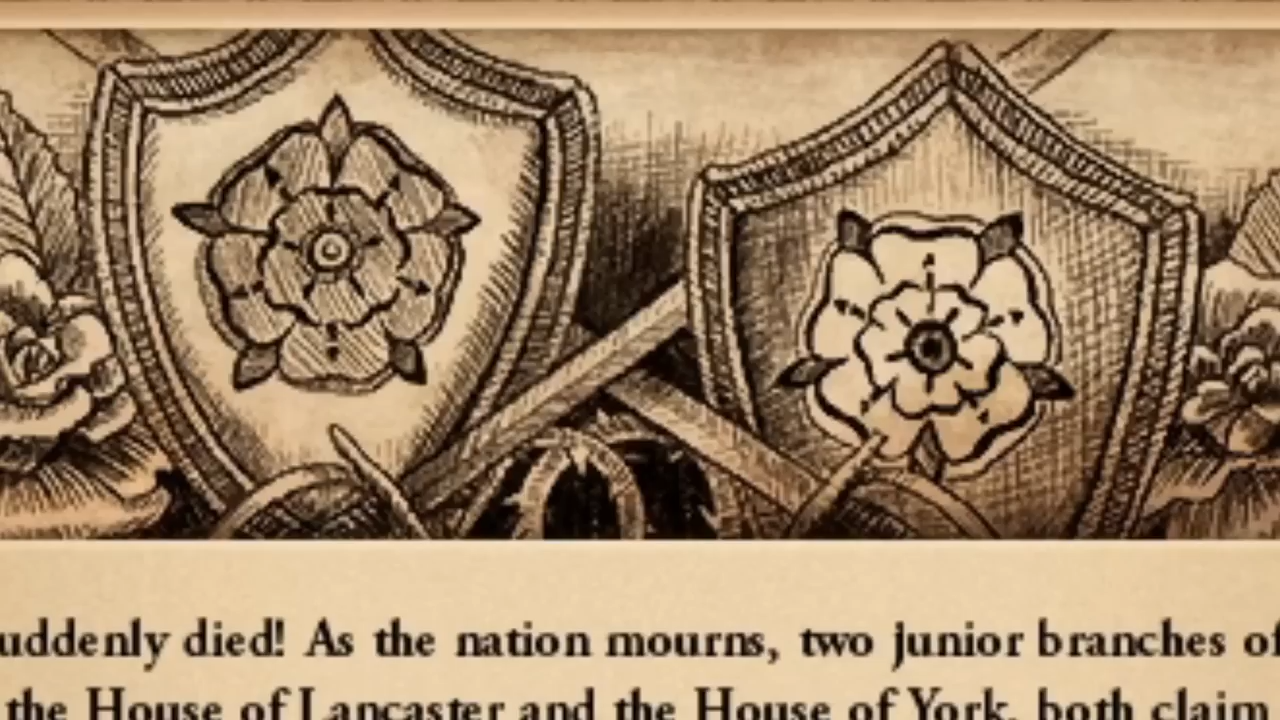 uddenly died! As the nation mourns, two junior branches of
the House of Lancaster and the House of York, both claim